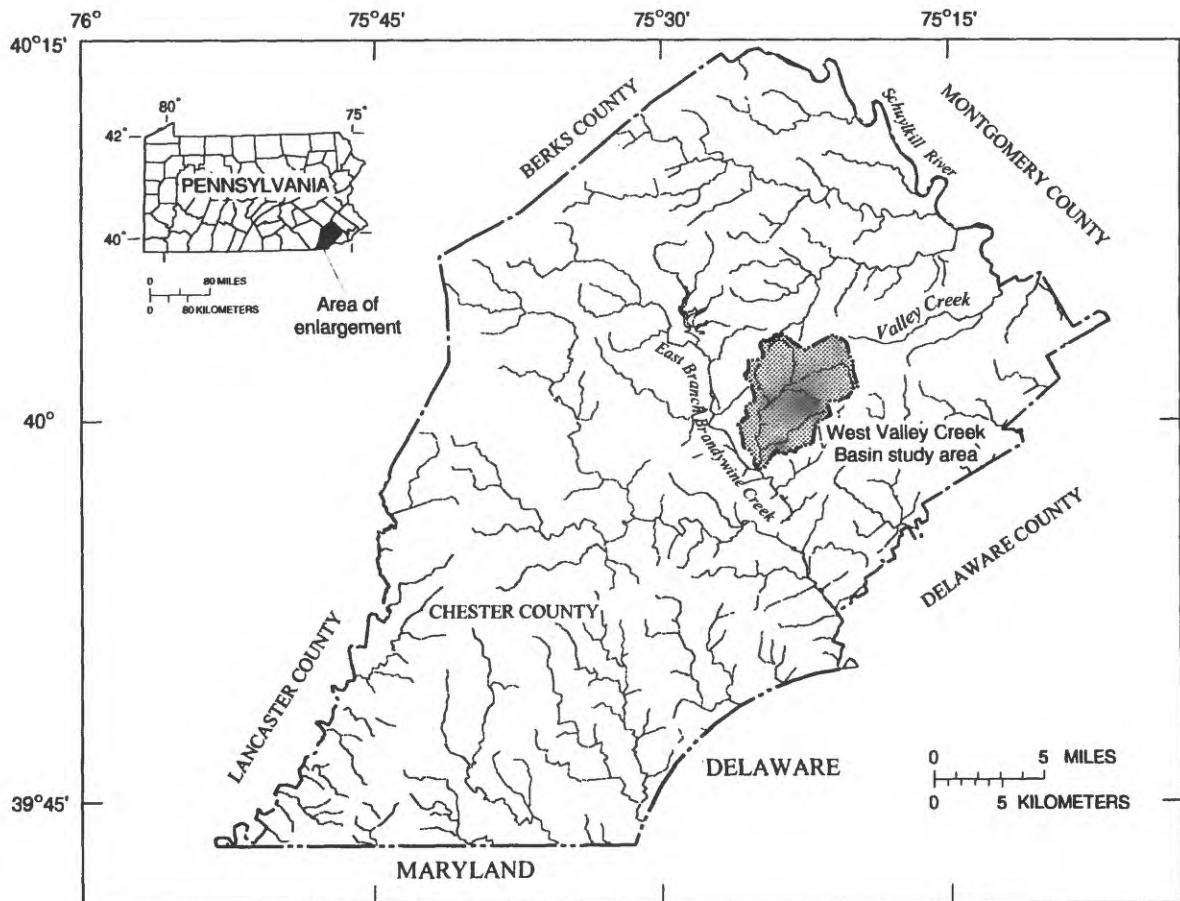 76°
75°45'
75°30'
75°15'
40°15'
40°
39°45'
80°
75°
42°
40°
PENNSYLVANIA
0 80 MILES
0 80 KILOMETERS
Area of
enlargement
BERKS COUNTY
Schuylkill River
MONTGOMERY COUNTY
Valley Creek
East Branch Brandywine Creek
West Valley Creek
Basin study area
DELAWARE COUNTY
CHESTER COUNTY
LANCASTER COUNTY
DELAWARE
MARYLAND
0 5 MILES
0 5 KILOMETERS